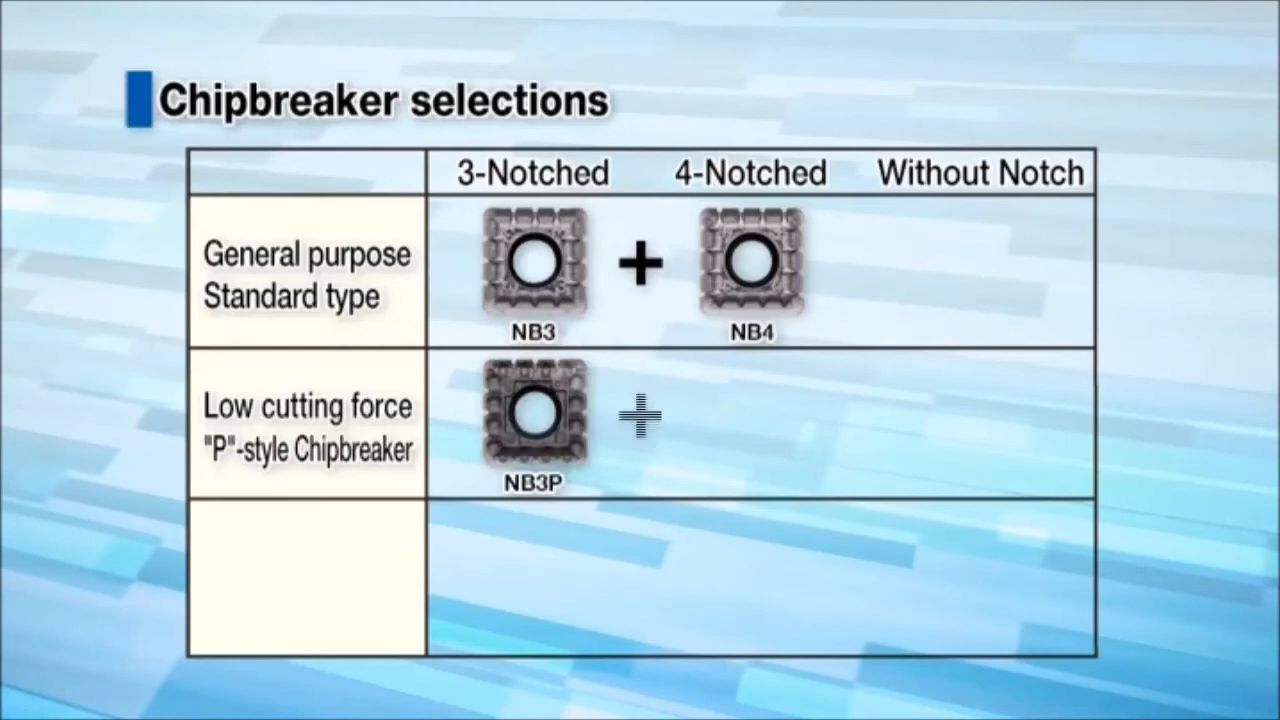 Chipbreaker selections
3-Notched 4-Notched Without Notch
General purpose
Standard type
+
NB3 NB4
Low cutting force
"P"-style Chipbreaker
+
NB3P